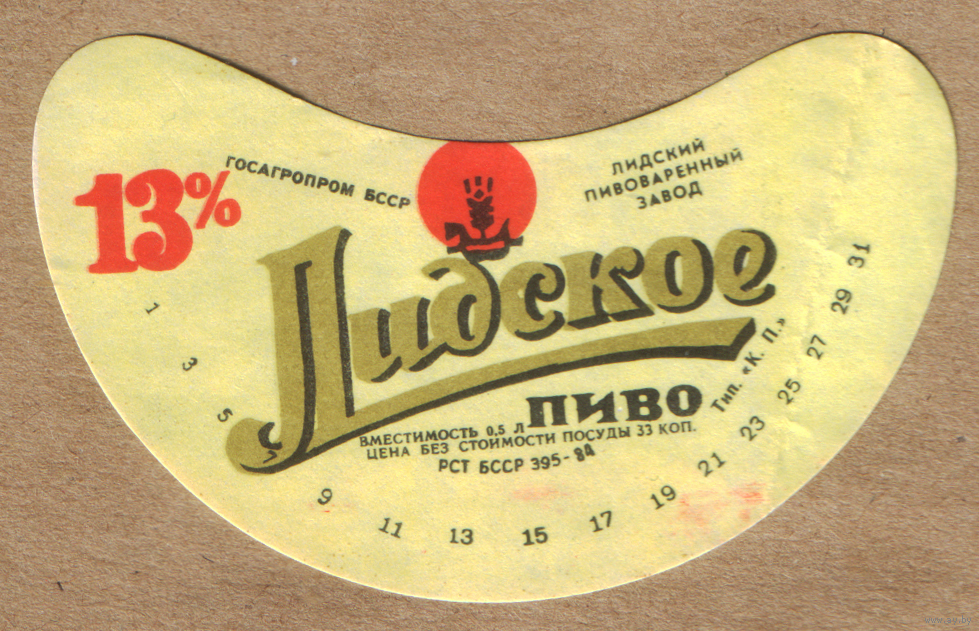 13%
ГОСАГРОПРОМ БССР
ЛИДСКИЙ
ПИВОВАРЕННЫЙ
ЗАВОД
Лидское
ПИВО
ВМЕСТИМОСТЬ 0,5 Л
ЦЕНА БЕЗ СТОИМОСТИ ПОСУДЫ 33 КОП.
РСТ БССР 395-84
Тип. «К. П.»
1 3 5 7 9 11 13 15 17 19 21 23 25 27 29 31